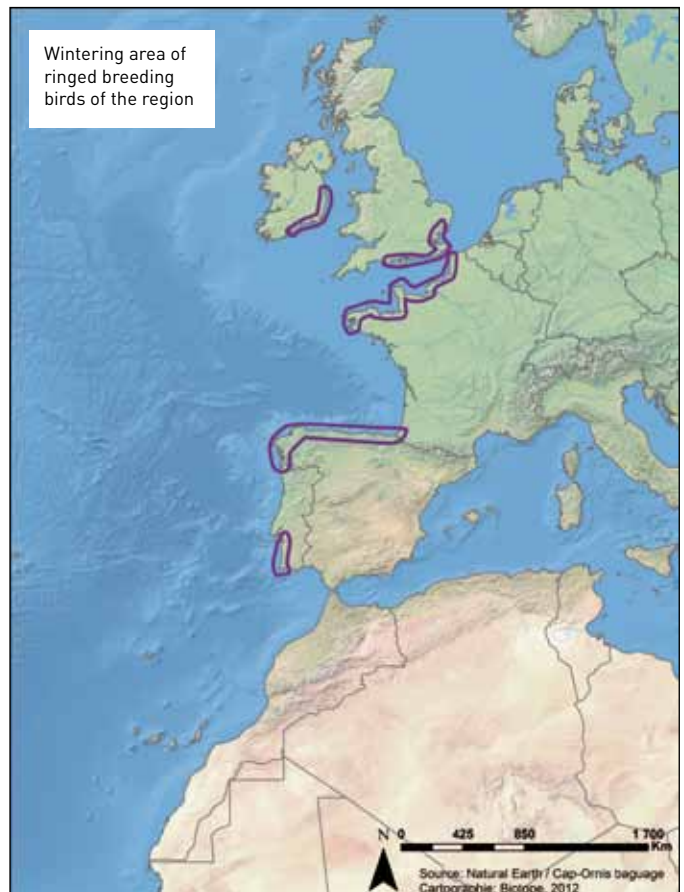 Wintering area of
ringed breeding
birds of the region
N 0 425 850 1 700
Km
Source: Natural Earth / Cap-Ornis baguage
Cartographie: Biotope, 2012